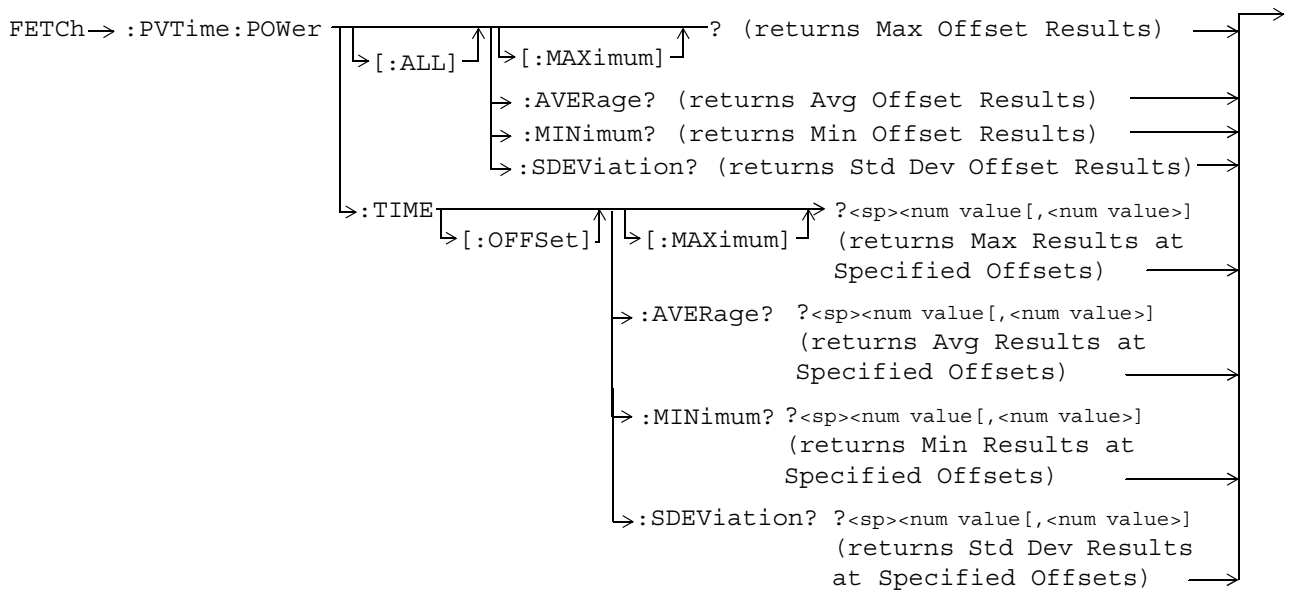 FETCh :PVTime:POWer ? (returns Max Offset Results)
[:ALL] [:MAXimum]
:AVERage? (returns Avg Offset Results)
:MINimum? (returns Min Offset Results)
:SDEViation? (returns Std Dev Offset Results)
:TIME ?<sp><num value[,<num value>]
[:OFFSet] [:MAXimum] (returns Max Results at
Specified Offsets)
:AVERage? ?<sp><num value[,<num value>]
(returns Avg Results at
Specified Offsets)
:MINimum? ?<sp><num value[,<num value>]
(returns Min Results at
Specified Offsets)
:SDEViation? ?<sp><num value[,<num value>]
(returns Std Dev Results
at Specified Offsets)